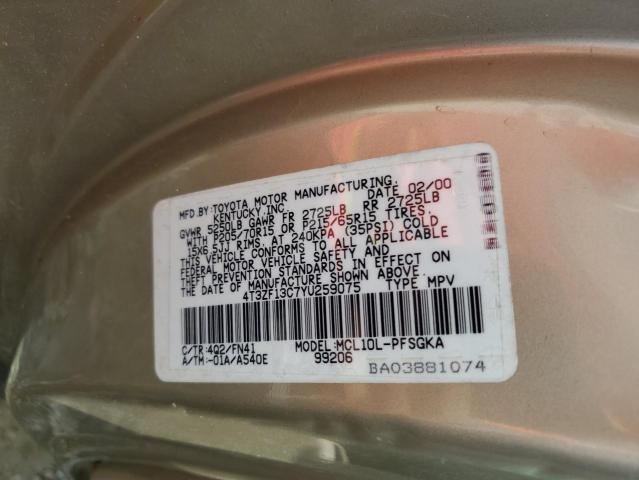 MFD.BY:TOYOTA MOTOR MANUFACTURING,
KENTUCKY,INC. DATE 02/00
GVWR 5250LB GAWR FR 2725LB RR 2725LB
WITH P205/70R15 OR P215/65R15 TIRES,
15X6.5JJ RIMS, AT 240KPA (35PSI) COLD
THIS VEHICLE CONFORMS TO ALL APPLICABLE
FEDERAL MOTOR VEHICLE SAFETY AND
THEFT PREVENTION STANDARDS IN EFFECT ON
THE DATE OF MANUFACTURE SHOWN ABOVE
4T3ZF13C7YU259075 TYPE MPV
C/TR:4Q2/FN41 MODEL:MCL10L-PFSGKA
A/TM:-01A/A540E 99206
BA03881074